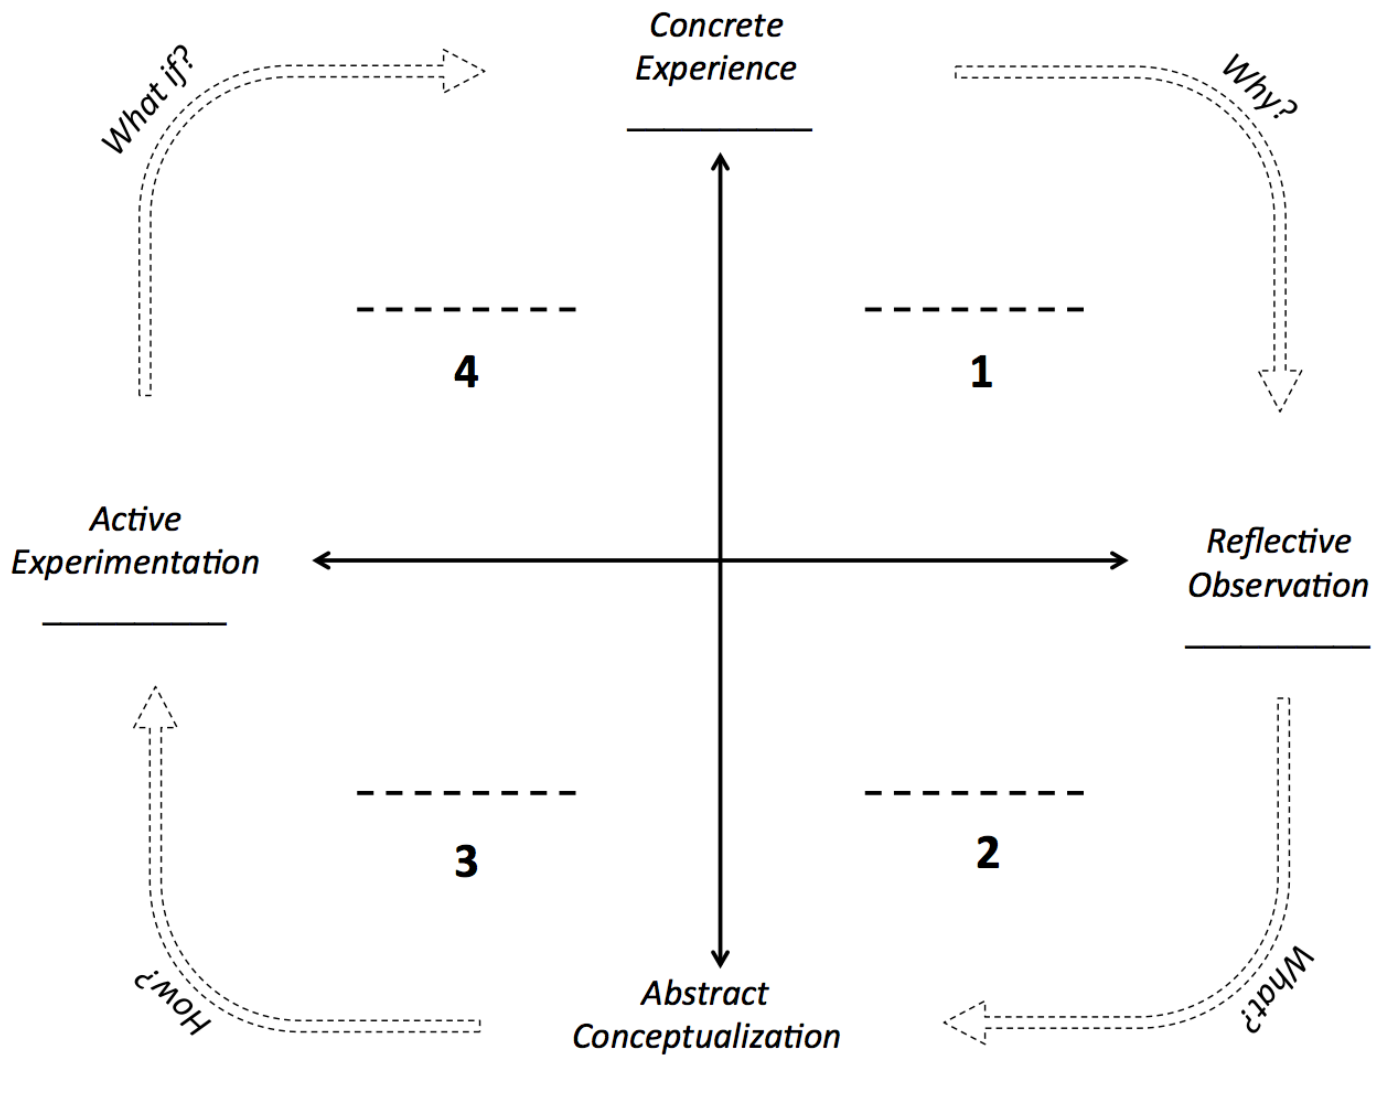 Concrete
Experience
What if?
Why?
4
1
Active
Experimentation
Reflective
Observation
3
2
How?
What?
Abstract
Conceptualization